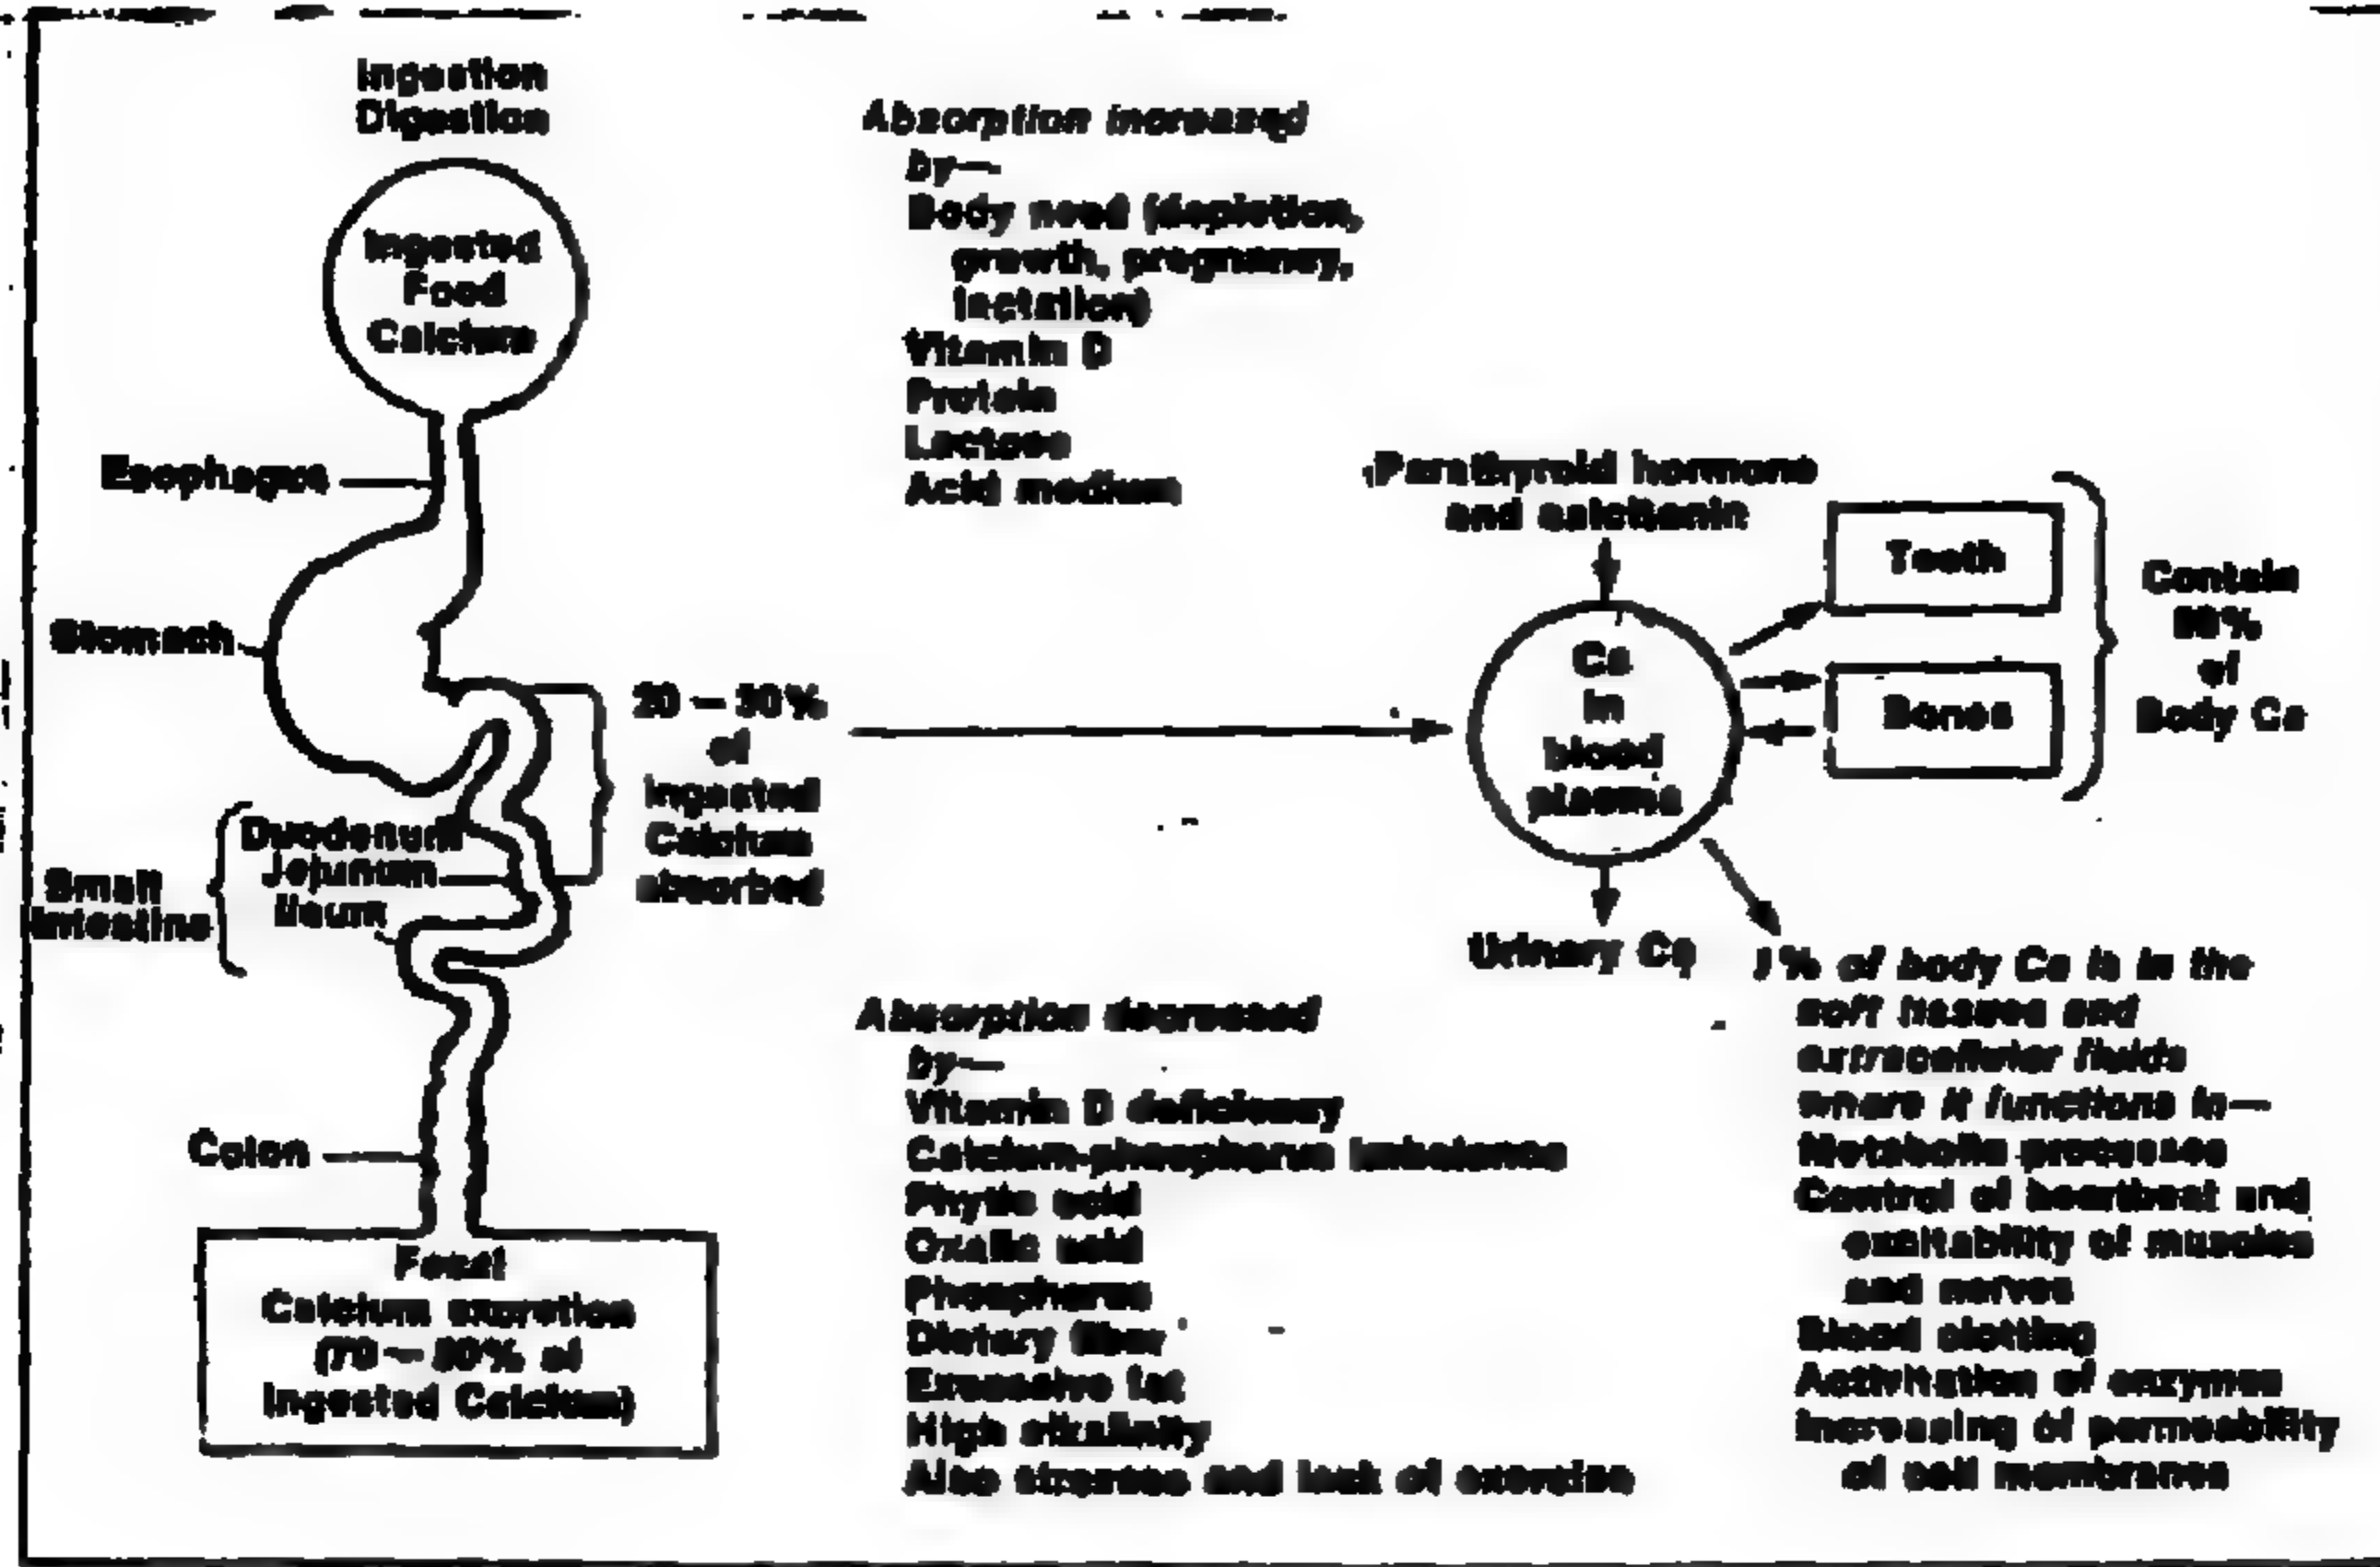 Ingestion
Digestion
Ingested
Food
Calcium
Esophagus
Stomach
Small
Intestine
Duodenum
Jejunum
Ileum
20 — 30%
of
Ingested
Calcium
absorbed
Colon
Fecal
Calcium excretion
(70 — 80% of
Ingested Calcium)
Absorption increased
by—
Body need (depletion,
growth, pregnancy,
lactation)
Vitamin D
Protein
Lactose
Acid medium
Absorption decreased
by—
Vitamin D deficiency
Calcium-phosphorus imbalance
Phytic acid
Oxalic acid
Phosphorus
Dietary fiber
Excessive fat
High alkalinity
Also stresses and lack of exercise
Parathyroid hormone
and calcitonin
Ca
in
blood
plasma
Teeth
Bones
Contain
of
Body Ca
Urinary Ca
1% of body Ca is in the
soft tissues and
extracellular fluids
where it functions in—
Metabolic processes
Control of heartbeat and
excitability of muscles
and nerves
Blood clotting
Activitation of enzymes
Increasing of permeability
of cell membranes